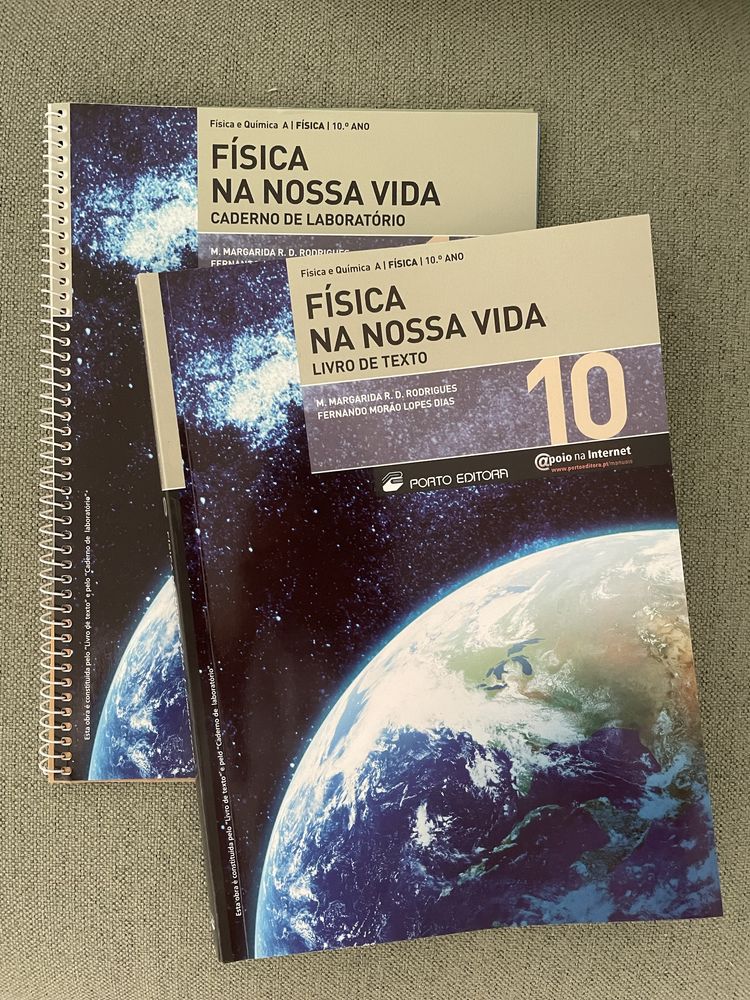 Física e Química A | FÍSICA | 10.º ANO
FÍSICA
NA NOSSA VIDA
CADERNO DE LABORATÓRIO
M. MARGARIDA R. D. RODRIGUES
Esta obra é constituída pelo "Livro de texto" e pelo "Caderno de laboratório"
Física e Química A | FÍSICA | 10.º ANO
FÍSICA
NA NOSSA VIDA
LIVRO DE TEXTO
M. MARGARIDA R. D. RODRIGUES
FERNANDO MORÃO LOPES DIAS
10
@poio na Internet
www.portoeditora.pt/manuais
PORTO EDITORA
Esta obra é constituída pelo "Livro de texto" e pelo "Caderno de laboratório"